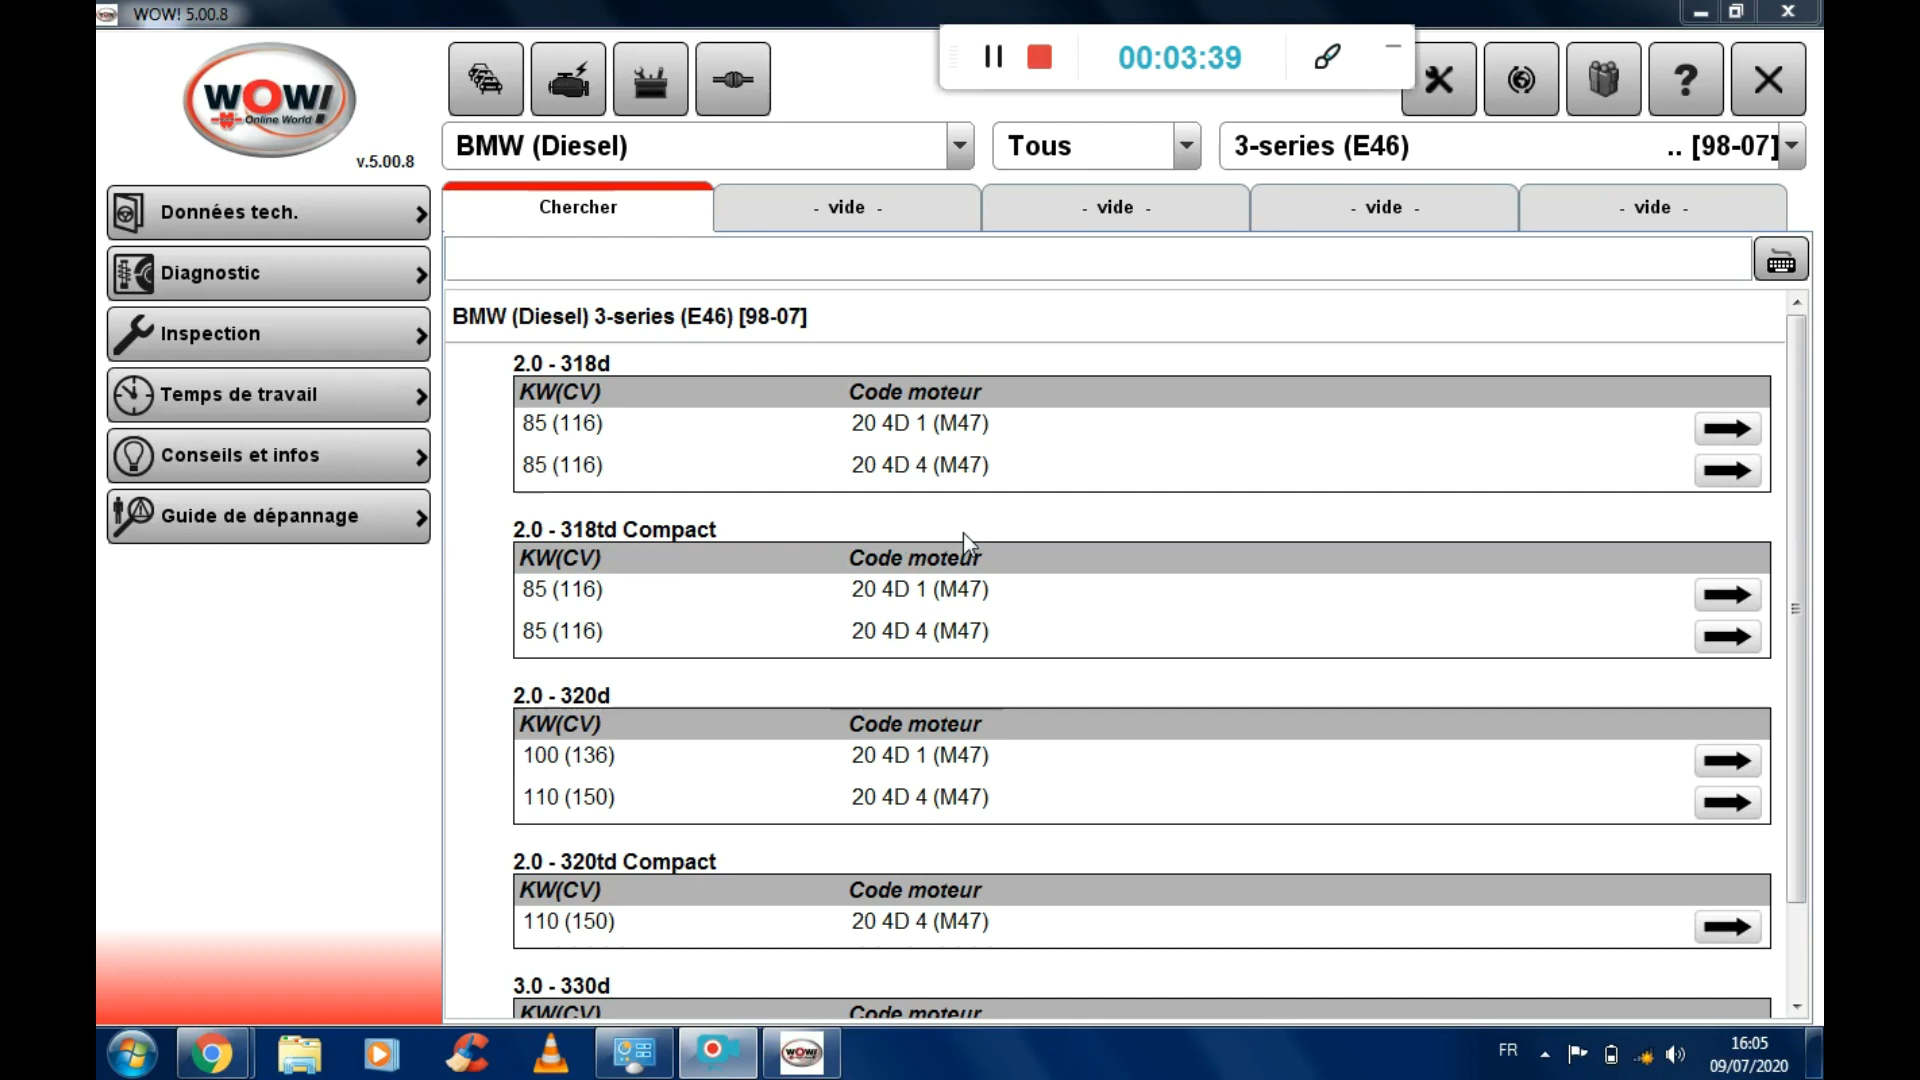 WOW! 5.00.8
00:03:39
WOW!
Online World
v.5.00.8
BMW (Diesel)
Tous
3-series (E46) .. [98-07]
Données tech.
Diagnostic
Inspection
Temps de travail
Conseils et infos
Guide de dépannage
Chercher
- vide -
- vide -
- vide -
- vide -
BMW (Diesel) 3-series (E46) [98-07]
2.0 - 318d
KW(CV) Code moteur
85 (116) 20 4D 1 (M47)
85 (116) 20 4D 4 (M47)
2.0 - 318td Compact
KW(CV) Code moteur
85 (116) 20 4D 1 (M47)
85 (116) 20 4D 4 (M47)
2.0 - 320d
KW(CV) Code moteur
100 (136) 20 4D 1 (M47)
110 (150) 20 4D 4 (M47)
2.0 - 320td Compact
KW(CV) Code moteur
110 (150) 20 4D 4 (M47)
3.0 - 330d
KW(CV) Code moteur
WOW!
FR
16:05
09/07/2020